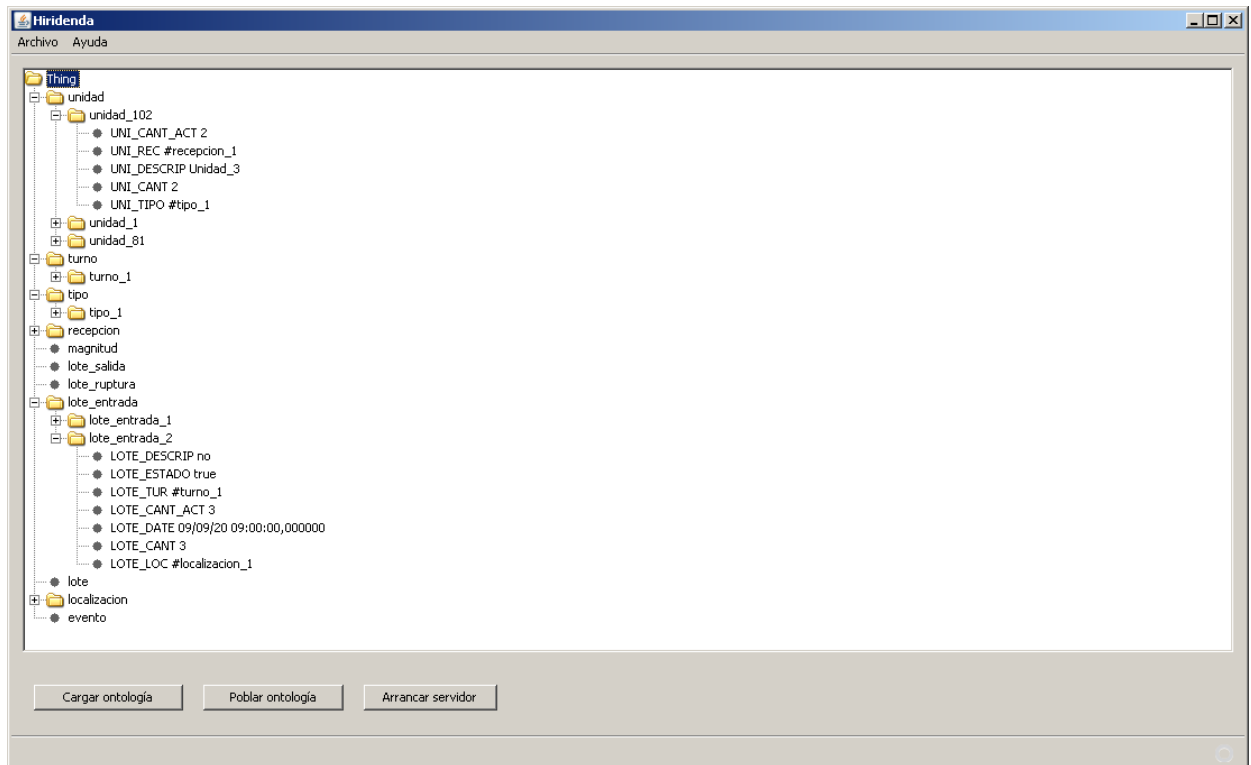 Hiridenda
Archivo Ayuda
Thing
unidad
unidad_102
UNI_CANT_ACT 2
UNI_REC #recepcion_1
UNI_DESCRIP Unidad_3
UNI_CANT 2
UNI_TIPO #tipo_1
unidad_1
unidad_81
turno
turno_1
tipo
tipo_1
recepcion
magnitud
lote_salida
lote_ruptura
lote_entrada
lote_entrada_1
lote_entrada_2
LOTE_DESCRIP no
LOTE_ESTADO true
LOTE_TUR #turno_1
LOTE_CANT_ACT 3
LOTE_DATE 09/09/20 09:00:00,000000
LOTE_CANT 3
LOTE_LOC #localizacion_1
lote
localizacion
evento
Cargar ontología Poblar ontología Arrancar servidor